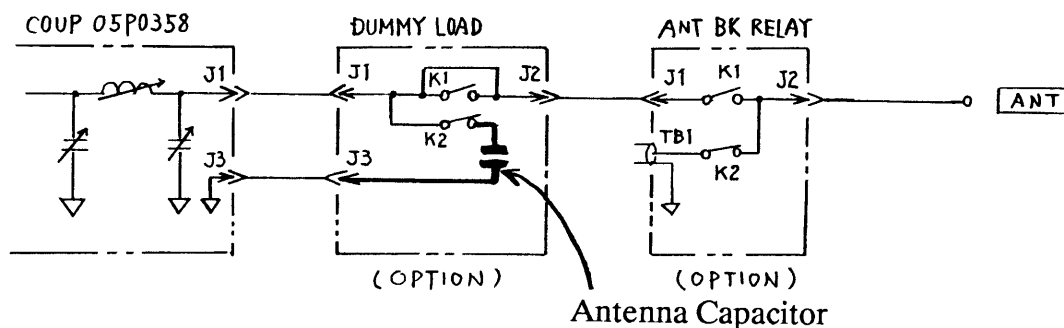 COUP 05P0358
DUMMY LOAD
ANT BK RELAY
J1
J1
K1
J2
J1
K1
J2
ANT
K2
TB1
K2
J3
J3
(OPTION)
(OPTION)
Antenna Capacitor